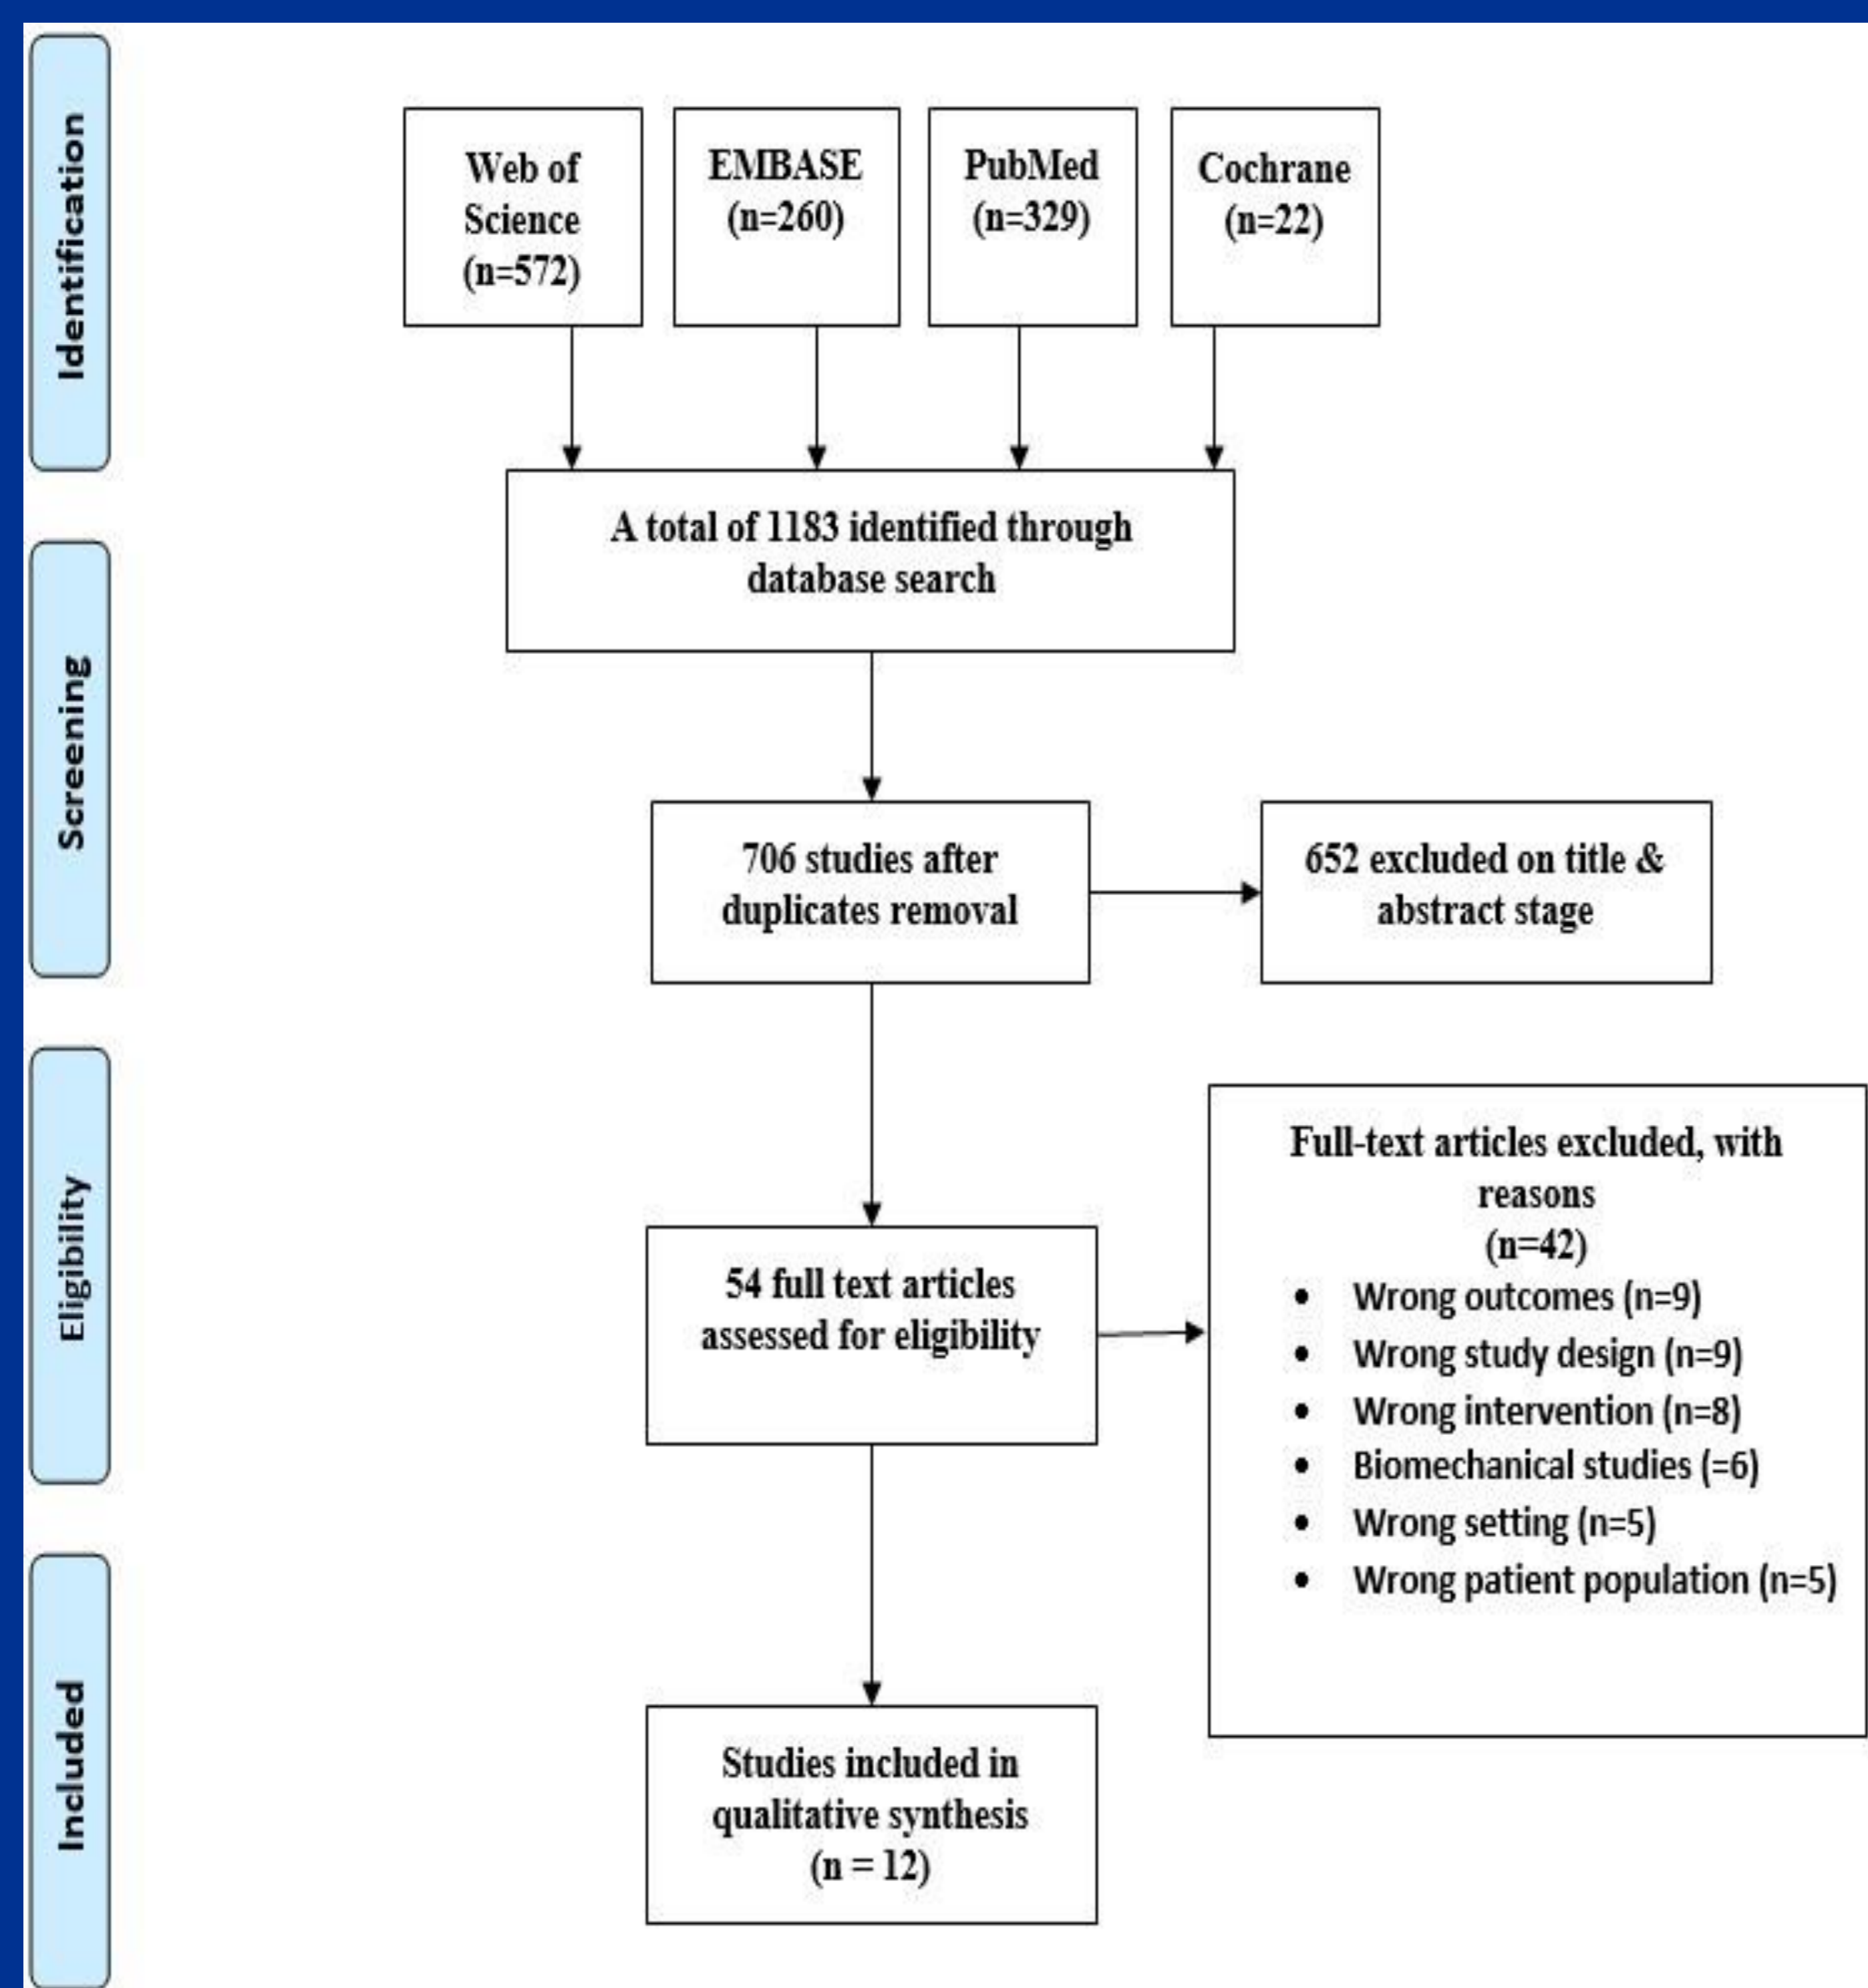 Identification
Web of
Science
(n=572)
EMBASE
(n=260)
PubMed
(n=329)
Cochrane
(n=22)
A total of 1183 identified through
database search
Screening
706 studies after
duplicates removal
652 excluded on title &
abstract stage
Eligibility
54 full text articles
assessed for eligibility
Full-text articles excluded, with
reasons
(n=42)
• Wrong outcomes (n=9)
• Wrong study design (n=9)
• Wrong intervention (n=8)
• Biomechanical studies (=6)
• Wrong setting (n=5)
• Wrong patient population (n=5)
Included
Studies included in
qualitative synthesis
(n = 12)